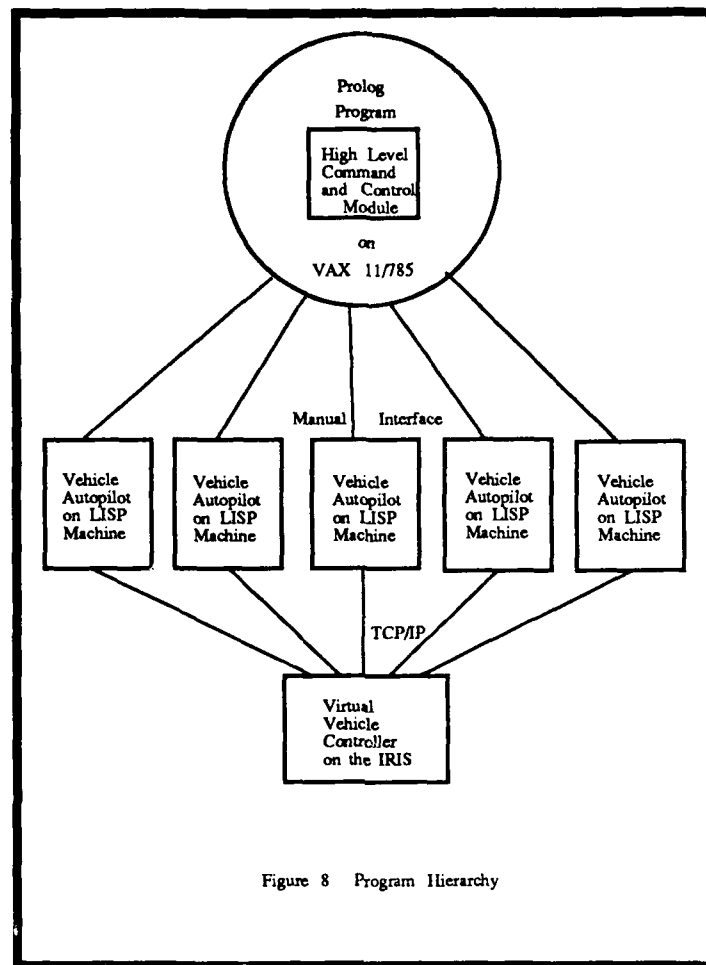 Prolog
Program
High Level
Command
and Control
Module
on
VAX 11/785
Manual Interface
Vehicle
Autopilot
on LISP
Machine
Vehicle
Autopilot
on LISP
Machine
Vehicle
Autopilot
on LISP
Machine
Vehicle
Autopilot
on LISP
Machine
Vehicle
Autopilot
on LISP
Machine
TCP/IP
Virtual
Vehicle
Controller
on the IRIS
Figure 8 Program Hierarchy